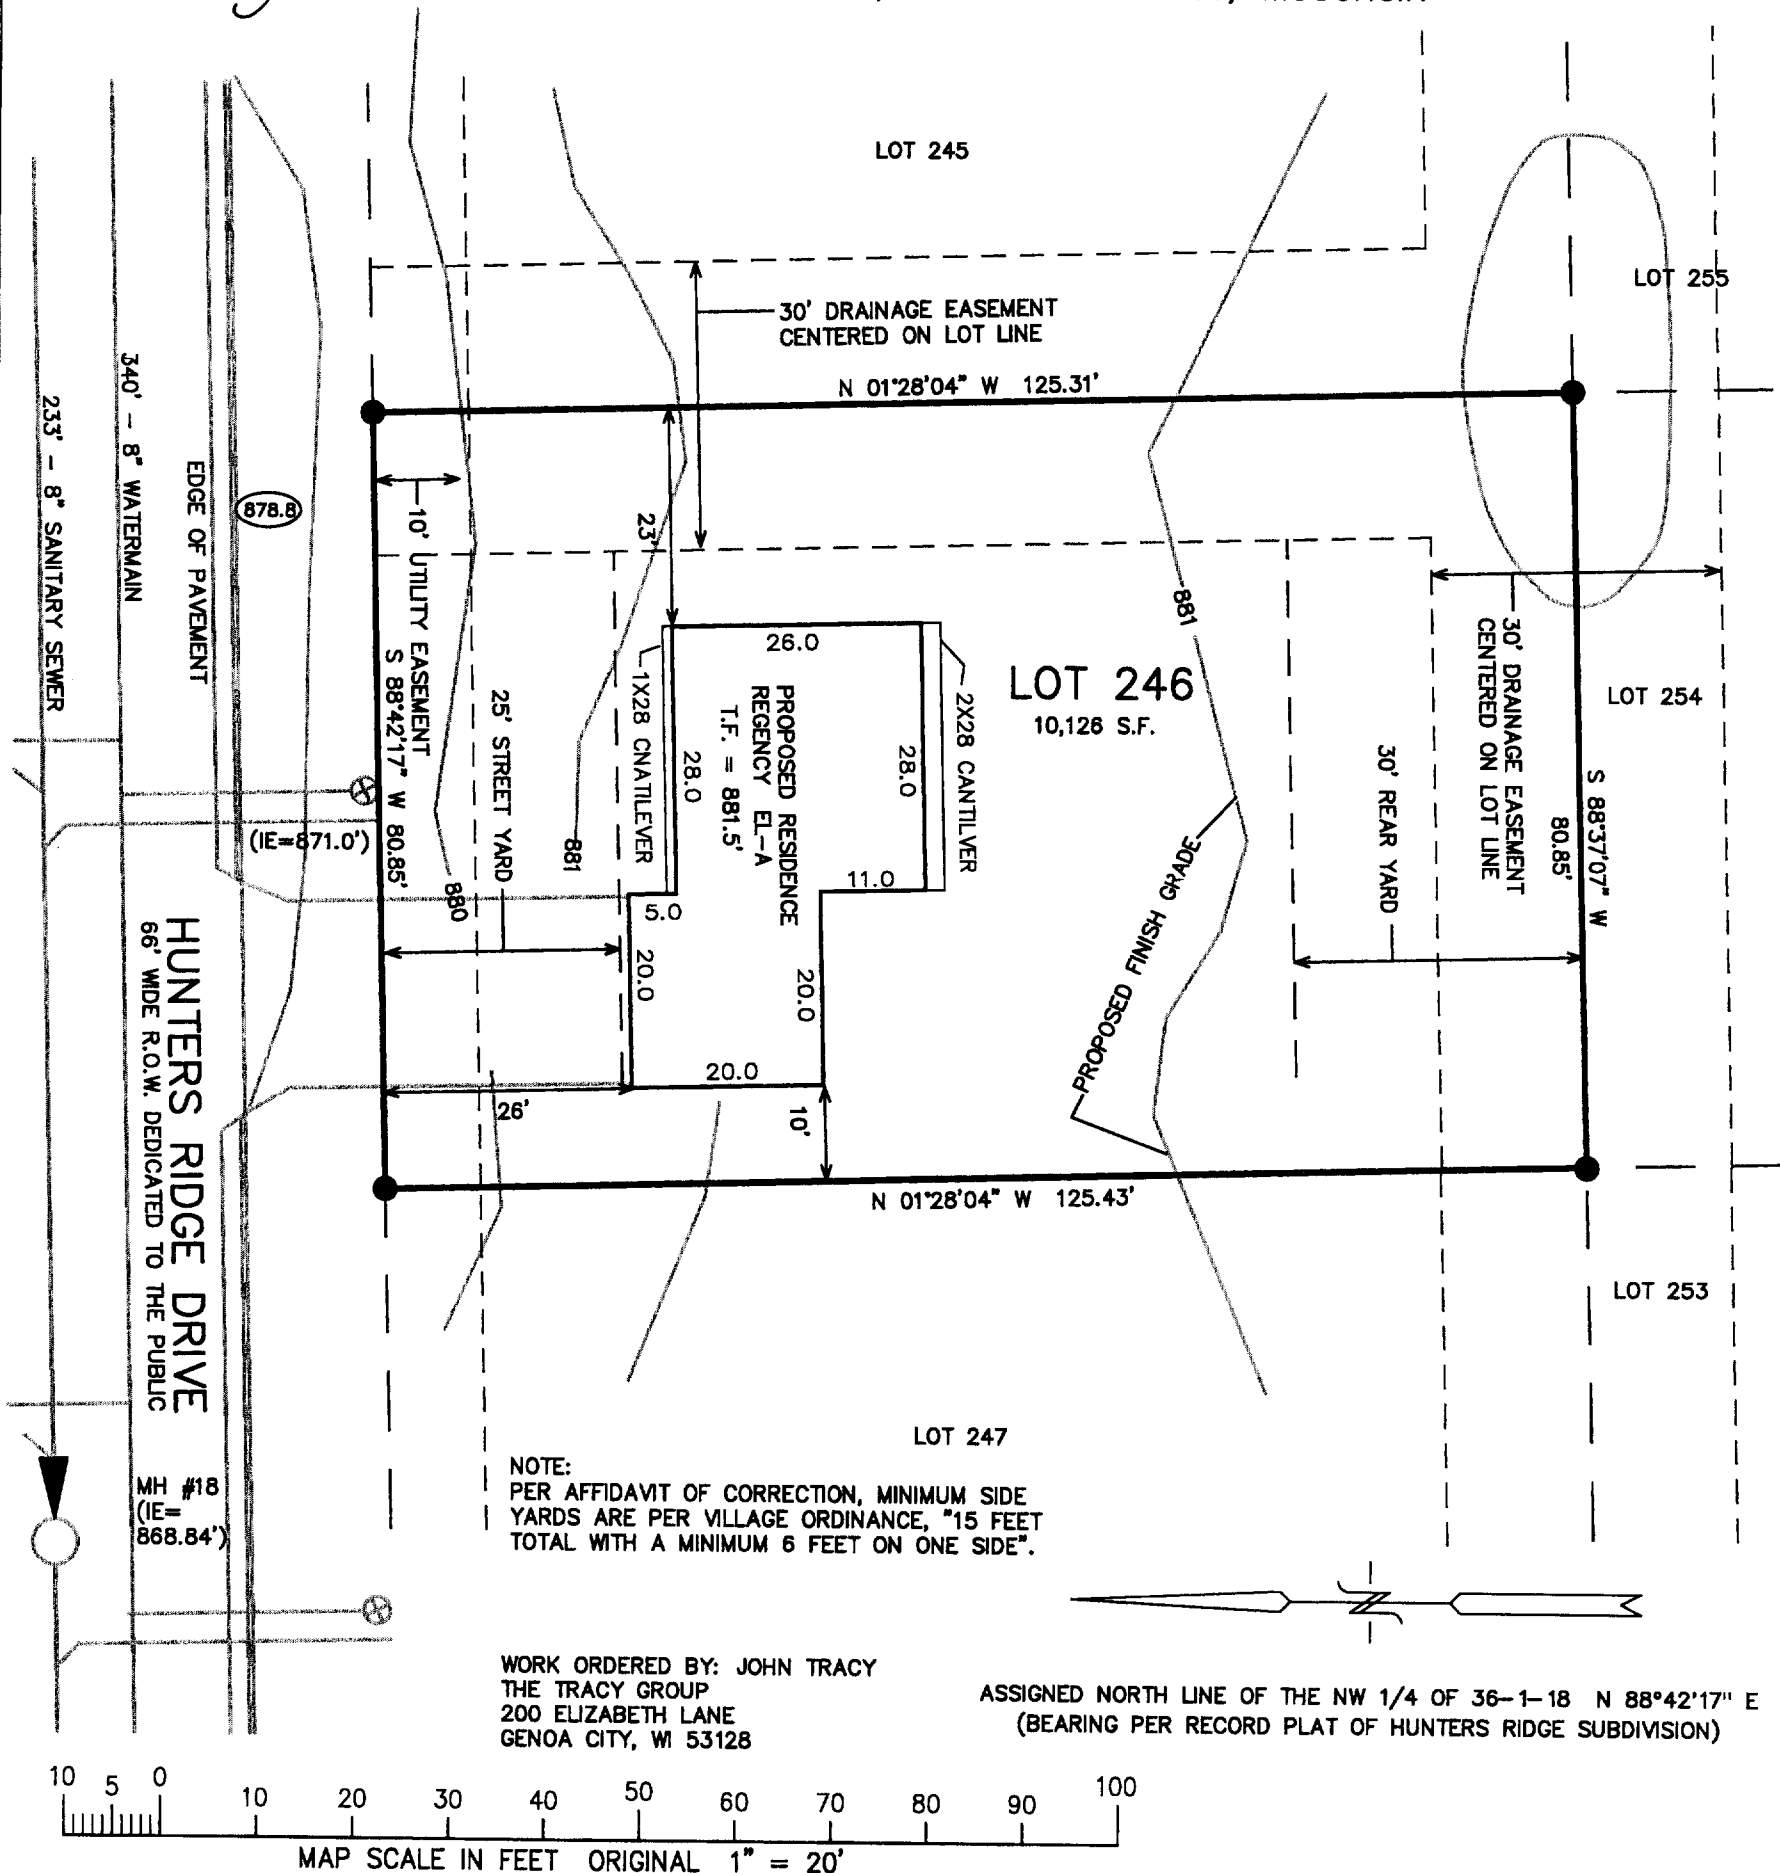 LOT 245
LOT 255
30' DRAINAGE EASEMENT
CENTERED ON LOT LINE
N 01°28'04" W 125.31'
340' - 8" WATERMAIN
233' - 8" SANITARY SEWER
EDGE OF PAVEMENT
878.8
10' UTILITY EASEMENT
S 88°42'17" W 80.85'
23'
881
26.0
1X28 CNATILEVER
28.0
PROPOSED RESIDENCE
REGENCY EL-A
T.F. = 881.5'
28.0
2X28 CANTILVER
LOT 246
10,126 S.F.
30' DRAINAGE EASEMENT
CENTERED ON LOT LINE
LOT 254
S 88°37'07" W
80.85'
30' REAR YARD
25' STREET YARD
(IE=871.0')
880
881
11.0
5.0
20.0
20.0
PROPOSED FINISH GRADE
20.0
26'
10'
HUNTERS RIDGE DRIVE
66' WIDE R.O.W. DEDICATED TO THE PUBLIC
N 01°28'04" W 125.43'
LOT 253
LOT 247
MH #18
(IE=
868.84')
NOTE:
PER AFFIDAVIT OF CORRECTION, MINIMUM SIDE
YARDS ARE PER VILLAGE ORDINANCE, "15 FEET
TOTAL WITH A MINIMUM 6 FEET ON ONE SIDE".
WORK ORDERED BY: JOHN TRACY
THE TRACY GROUP
200 ELIZABETH LANE
GENOA CITY, WI 53128
ASSIGNED NORTH LINE OF THE NW 1/4 OF 36-1-18 N 88°42'17" E
(BEARING PER RECORD PLAT OF HUNTERS RIDGE SUBDIVISION)
10 5 0 10 20 30 40 50 60 70 80 90 100
MAP SCALE IN FEET ORIGINAL 1" = 20'